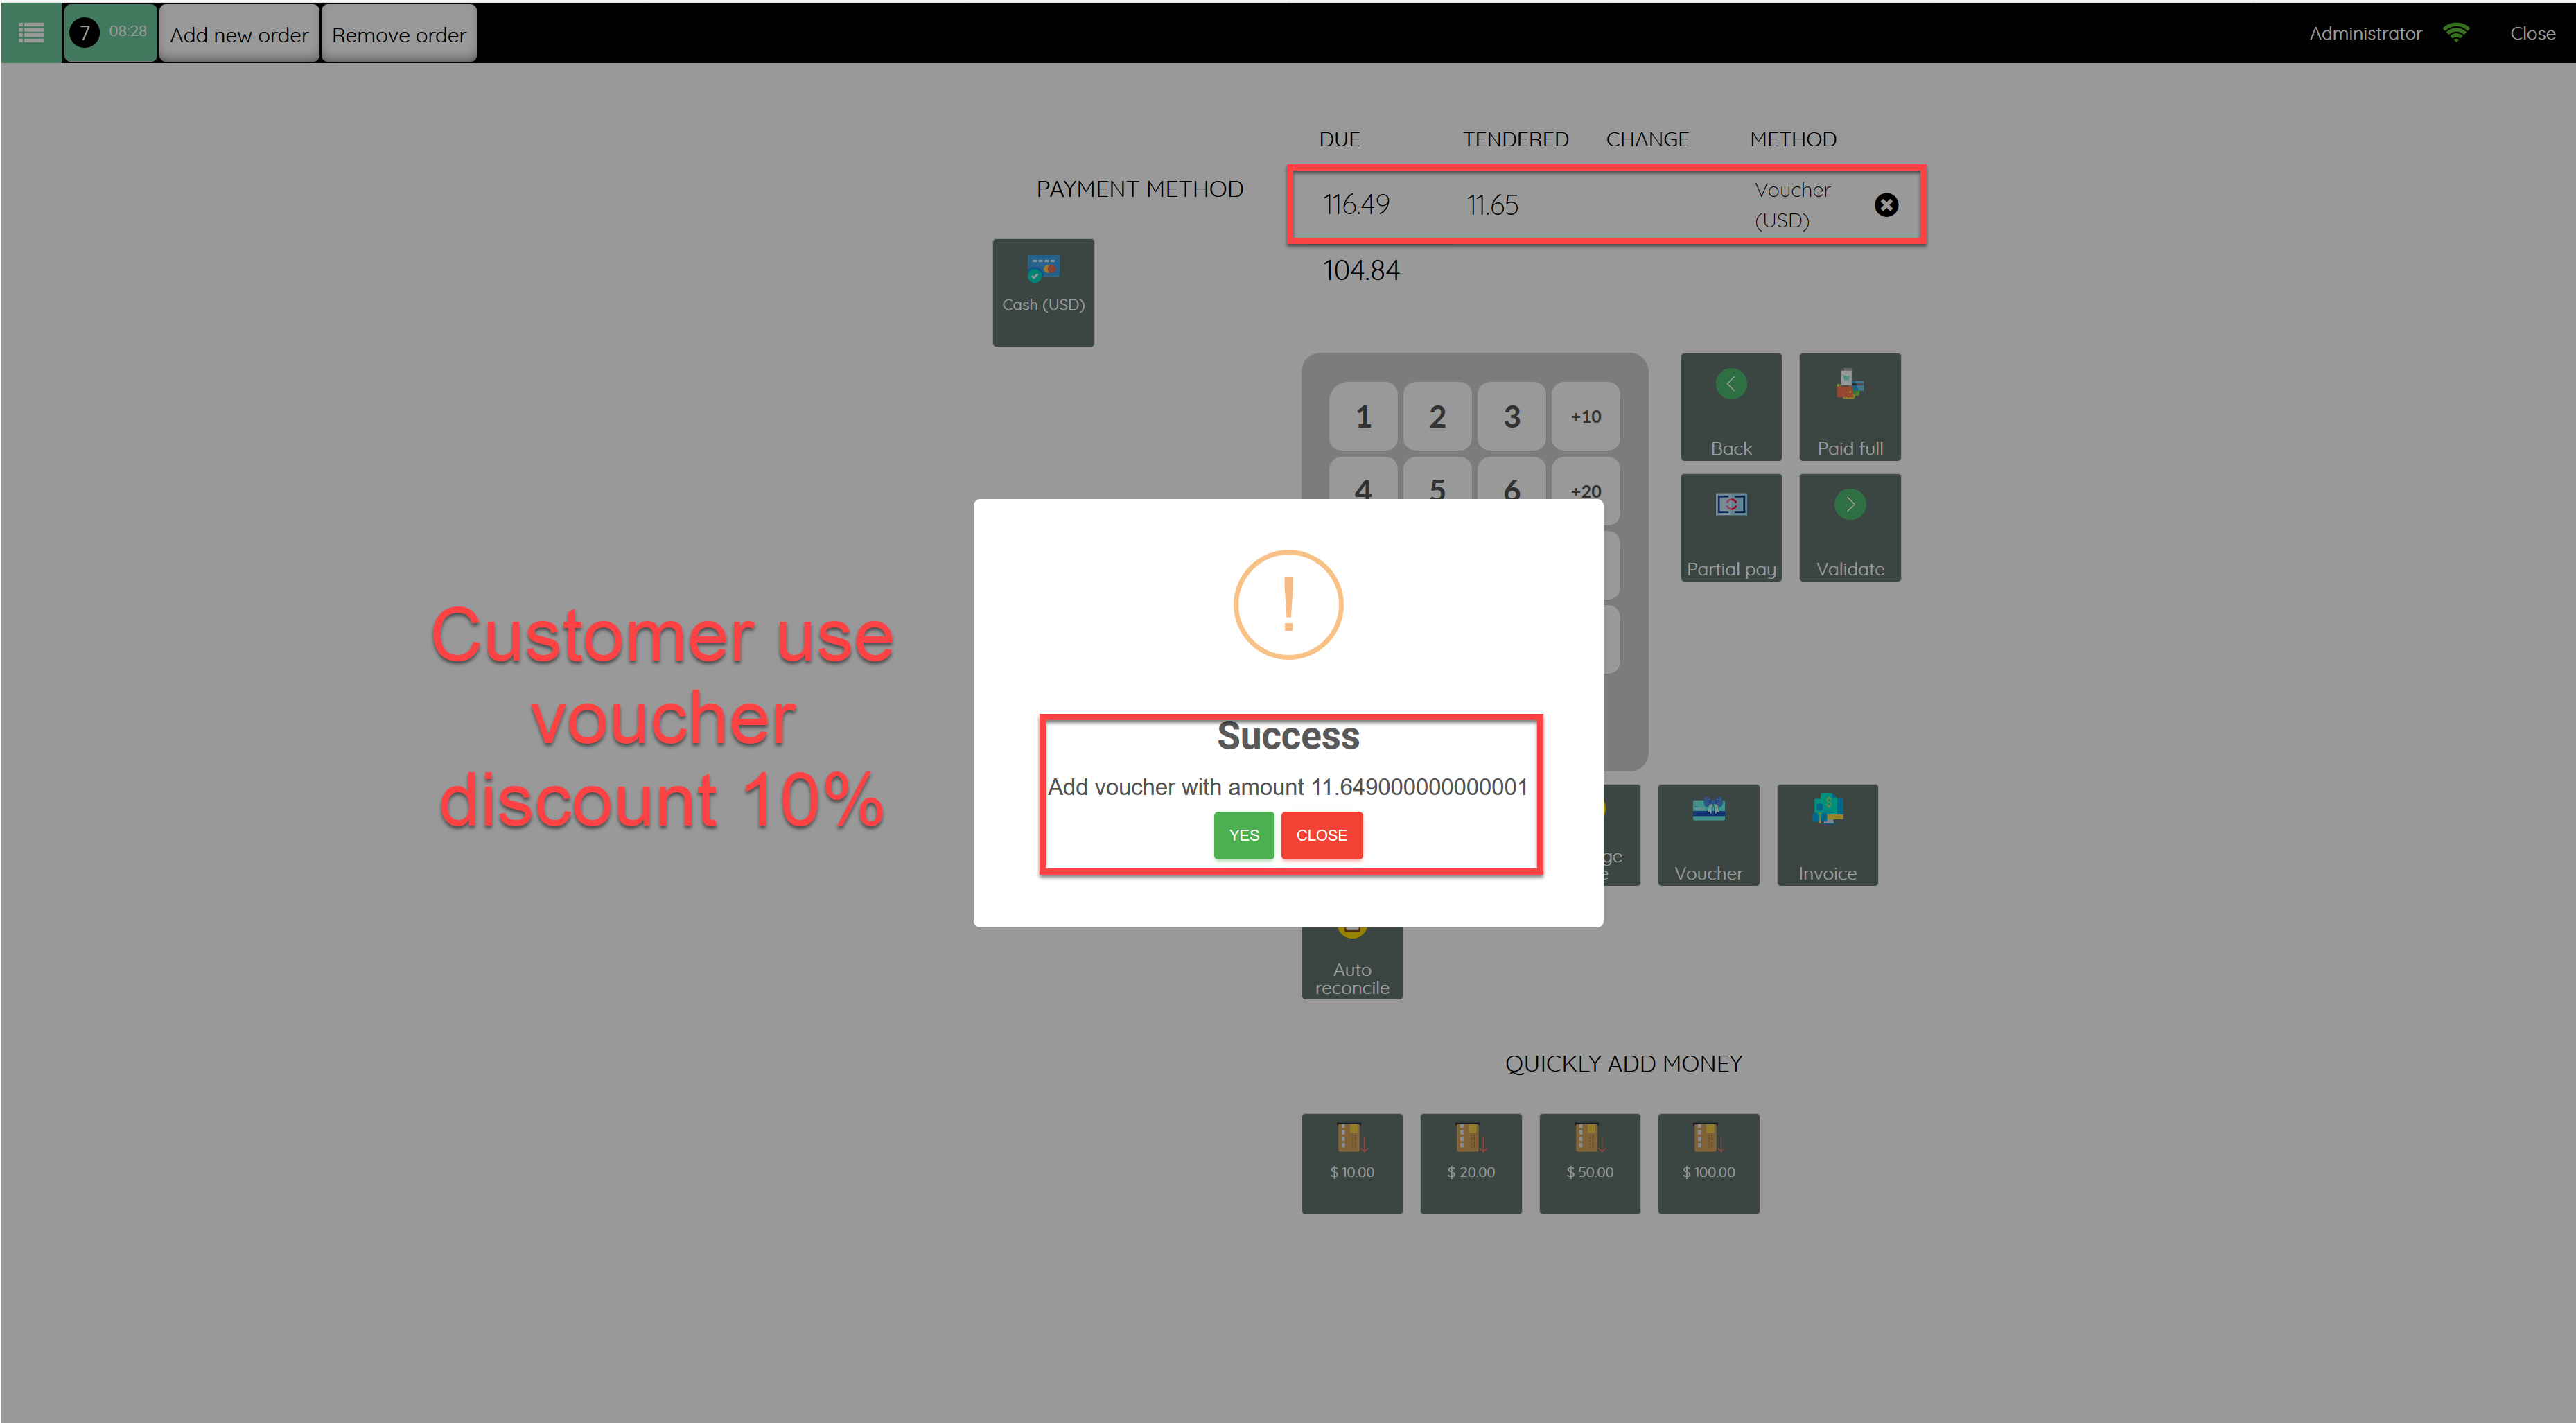 7 08:28 Add new order Remove order Administrator Close
DUE TENDERED CHANGE METHOD
PAYMENT METHOD
116.49 11.65 Voucher
(USD)
104.84
Cash (USD)
1 2 3 +10
4 5 6 +20
Back Paid full
Partial pay Validate
Customer use
voucher
discount 10%
!
Success
Add voucher with amount 11.649000000000001
YES CLOSE
Voucher Invoice
Auto
reconcile
QUICKLY ADD MONEY
$ 10.00 $ 20.00 $ 50.00 $ 100.00